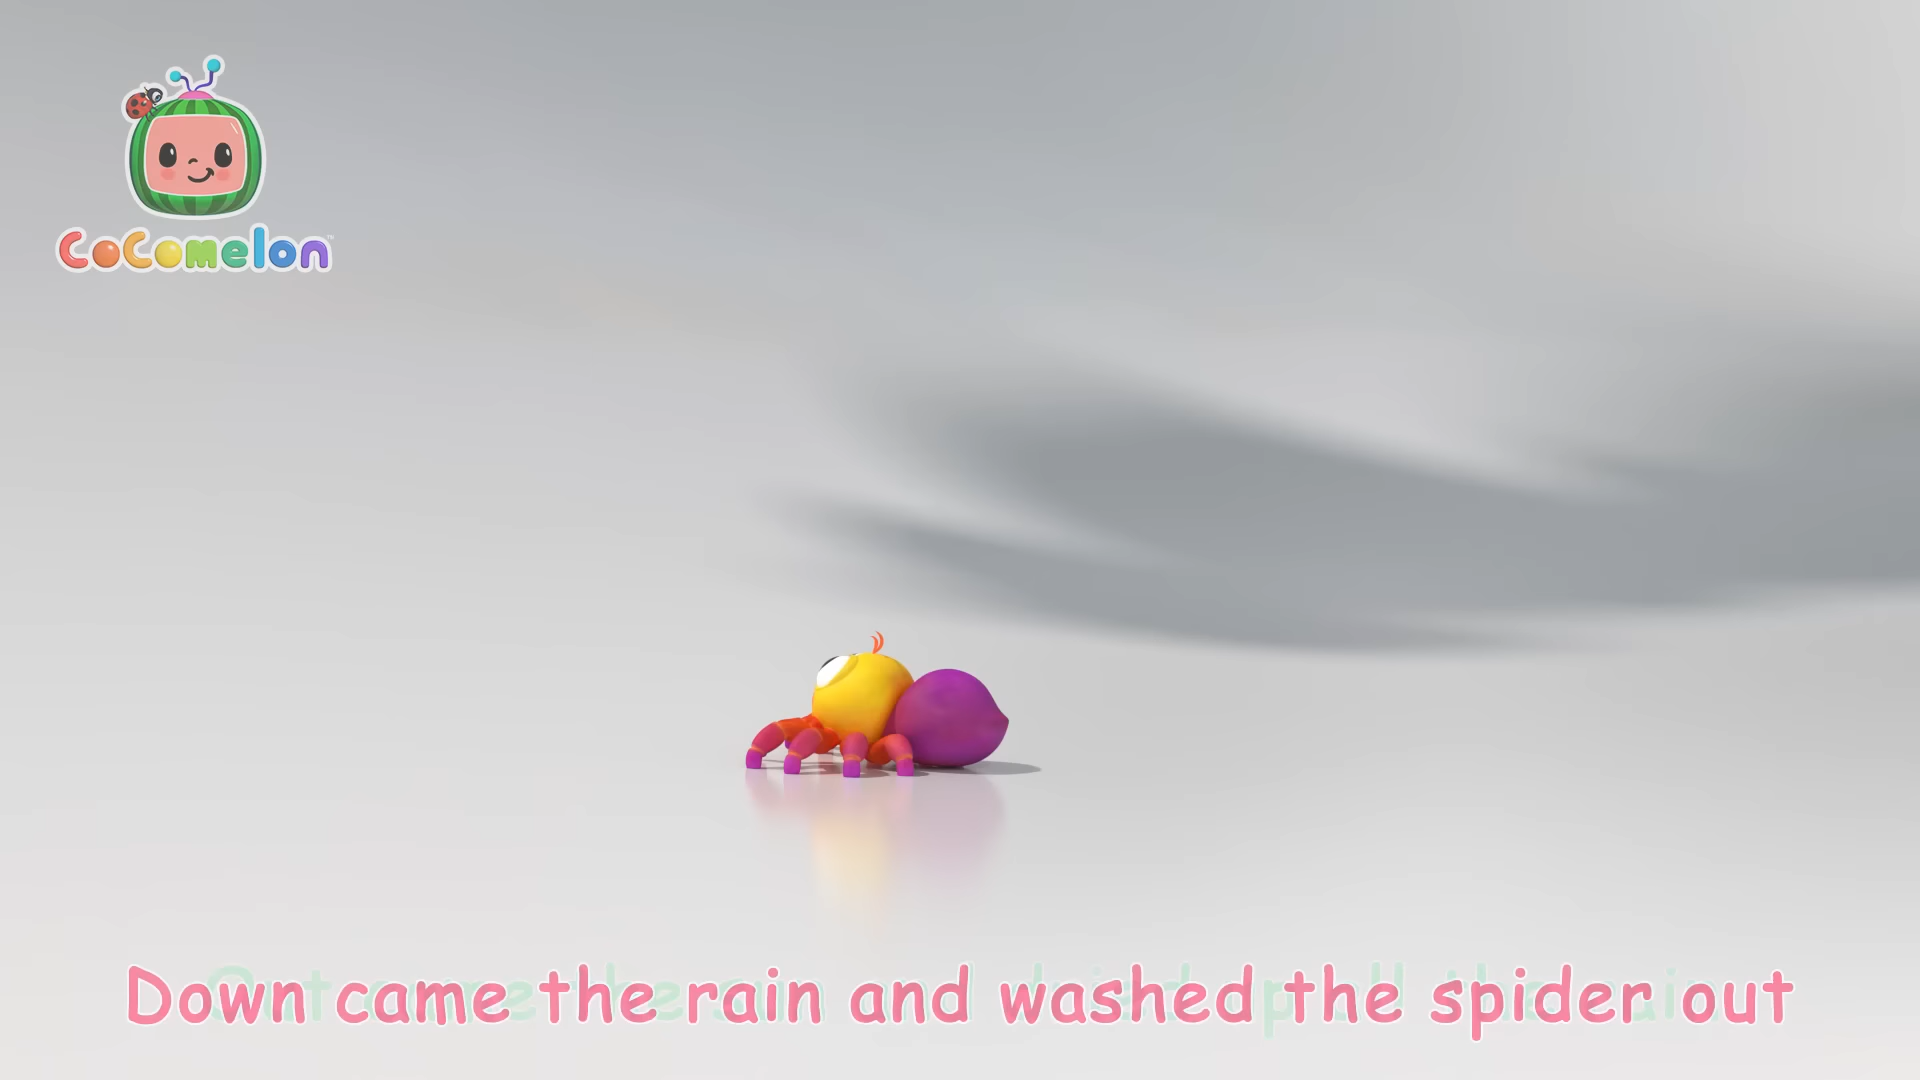 CoComelon
Down came the rain and washed the spider out